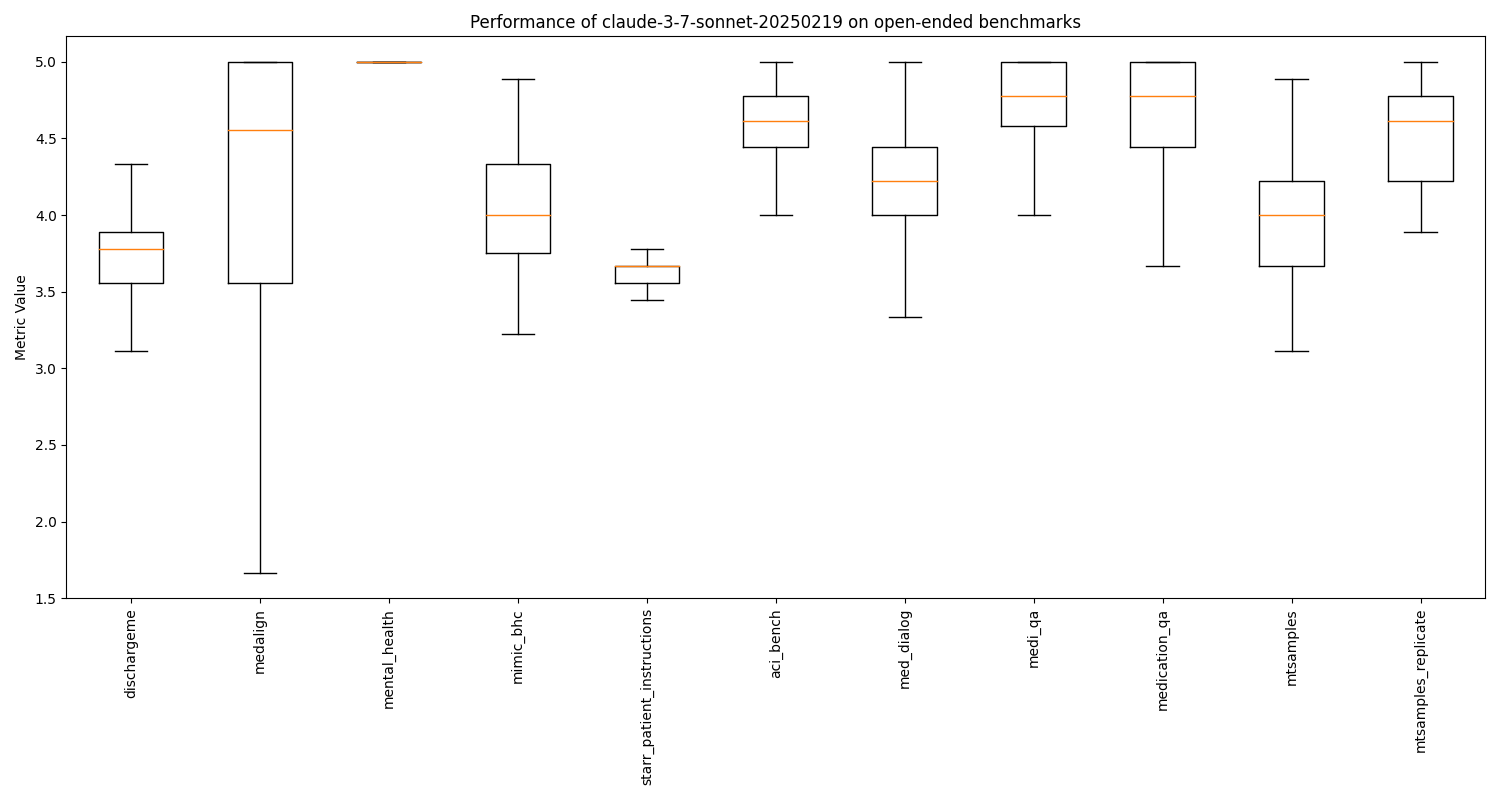 Performance of claude-3-7-sonnet-20250219 on open-ended benchmarks
Metric Value
5.0
4.5
4.0
3.5
3.0
2.5
2.0
1.5
dischargeme
medalign
mental_health
mimic_bhc
starr_patient_instructions
aci_bench
med_dialog
medi_qa
medication_qa
mtsamples
mtsamples_replicate